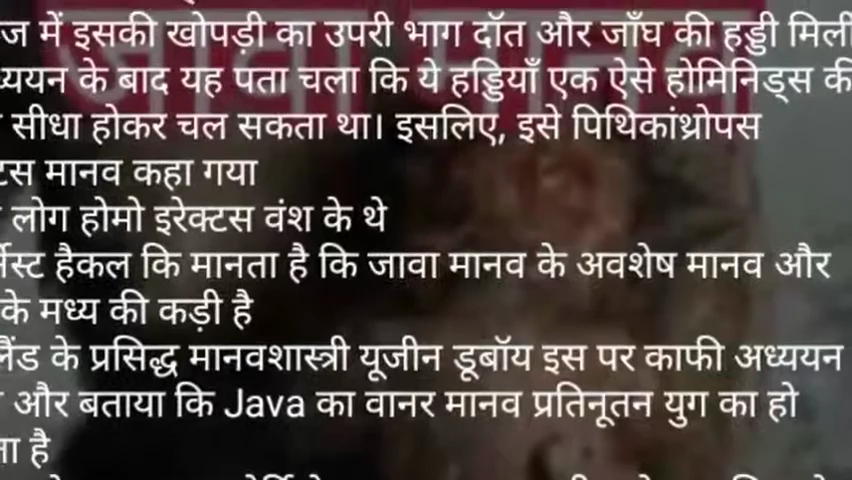 जावा मानव
ज में इसकी खोपड़ी का उपरी भाग दॉत और जाँघ की हड्डी मिली
ध्ययन के बाद यह पता चला कि ये हड्डियाँ एक ऐसे होमिनिड्स की
सीधा होकर चल सकता था। इसलिए, इसे पिथिकांथ्रोपस
टस मानव कहा गया
लोग होमो इरेक्टस वंश के थे
र्नेस्ट हैकल कि मानता है कि जावा मानव के अवशेष मानव और
के मध्य की कड़ी है
लैंड के प्रसिद्ध मानवशास्त्री यूजीन डूबॉय इस पर काफी अध्ययन
और बताया कि Java का वानर मानव प्रतिनूतन युग का हो
ता है